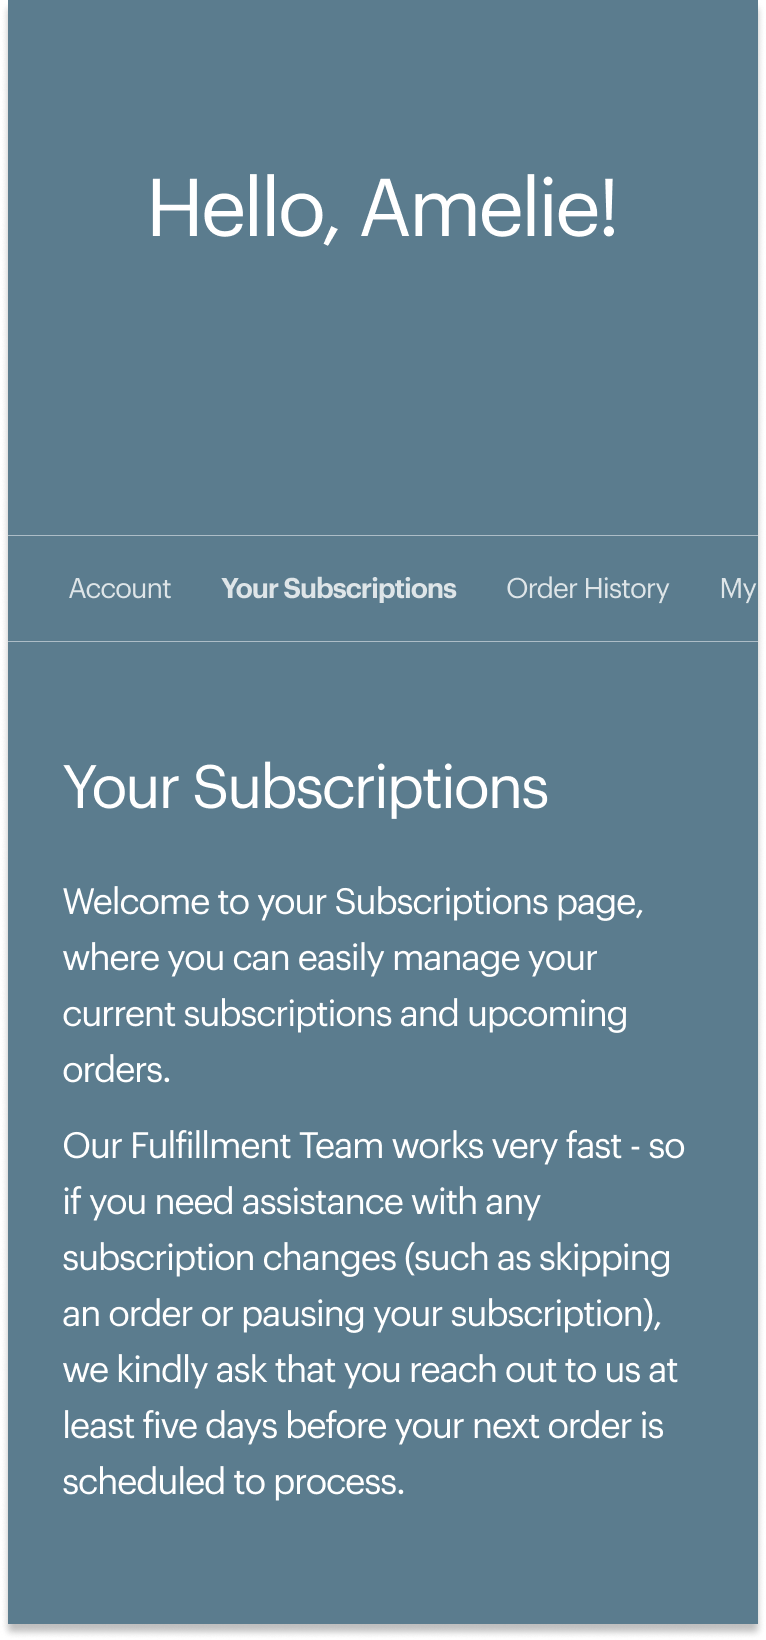 Hello, Amelie!
Account Your Subscriptions Order History My
Your Subscriptions
Welcome to your Subscriptions page,
where you can easily manage your
current subscriptions and upcoming
orders.
Our Fulfillment Team works very fast - so
if you need assistance with any
subscription changes (such as skipping
an order or pausing your subscription),
we kindly ask that you reach out to us at
least five days before your next order is
scheduled to process.